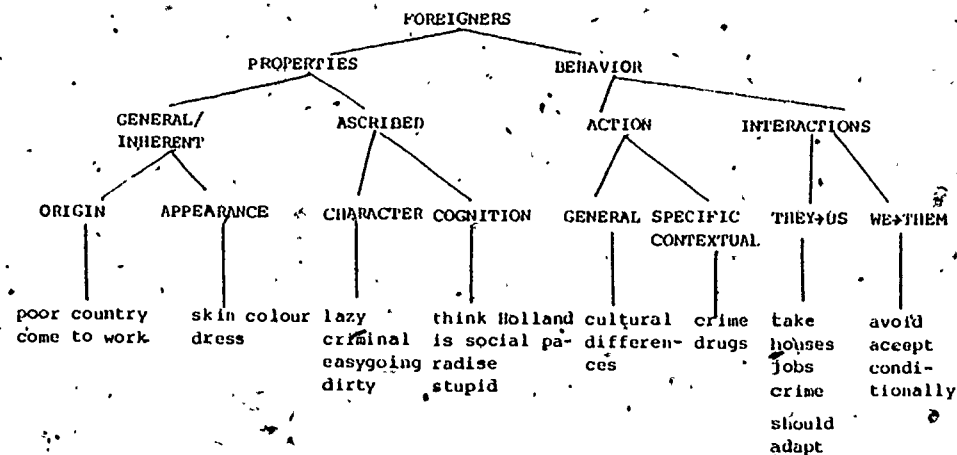 FOREIGNERS
PROPERTIES BEHAVIOR
GENERAL/ ASCRIBED ACTION INTERACTIONS
INHERENT
ORIGIN APPEARANCE CHARACTER COGNITION GENERAL SPECIFIC THEY→US WE→THEM
CONTEXTUAL
poor country skin colour lazy think Holland cultural crime take avoid
come to work dress criminal is social pa- differen- drugs houses accept
easygoing radise ces jobs condi-
dirty stupid crime tionally
should
adapt